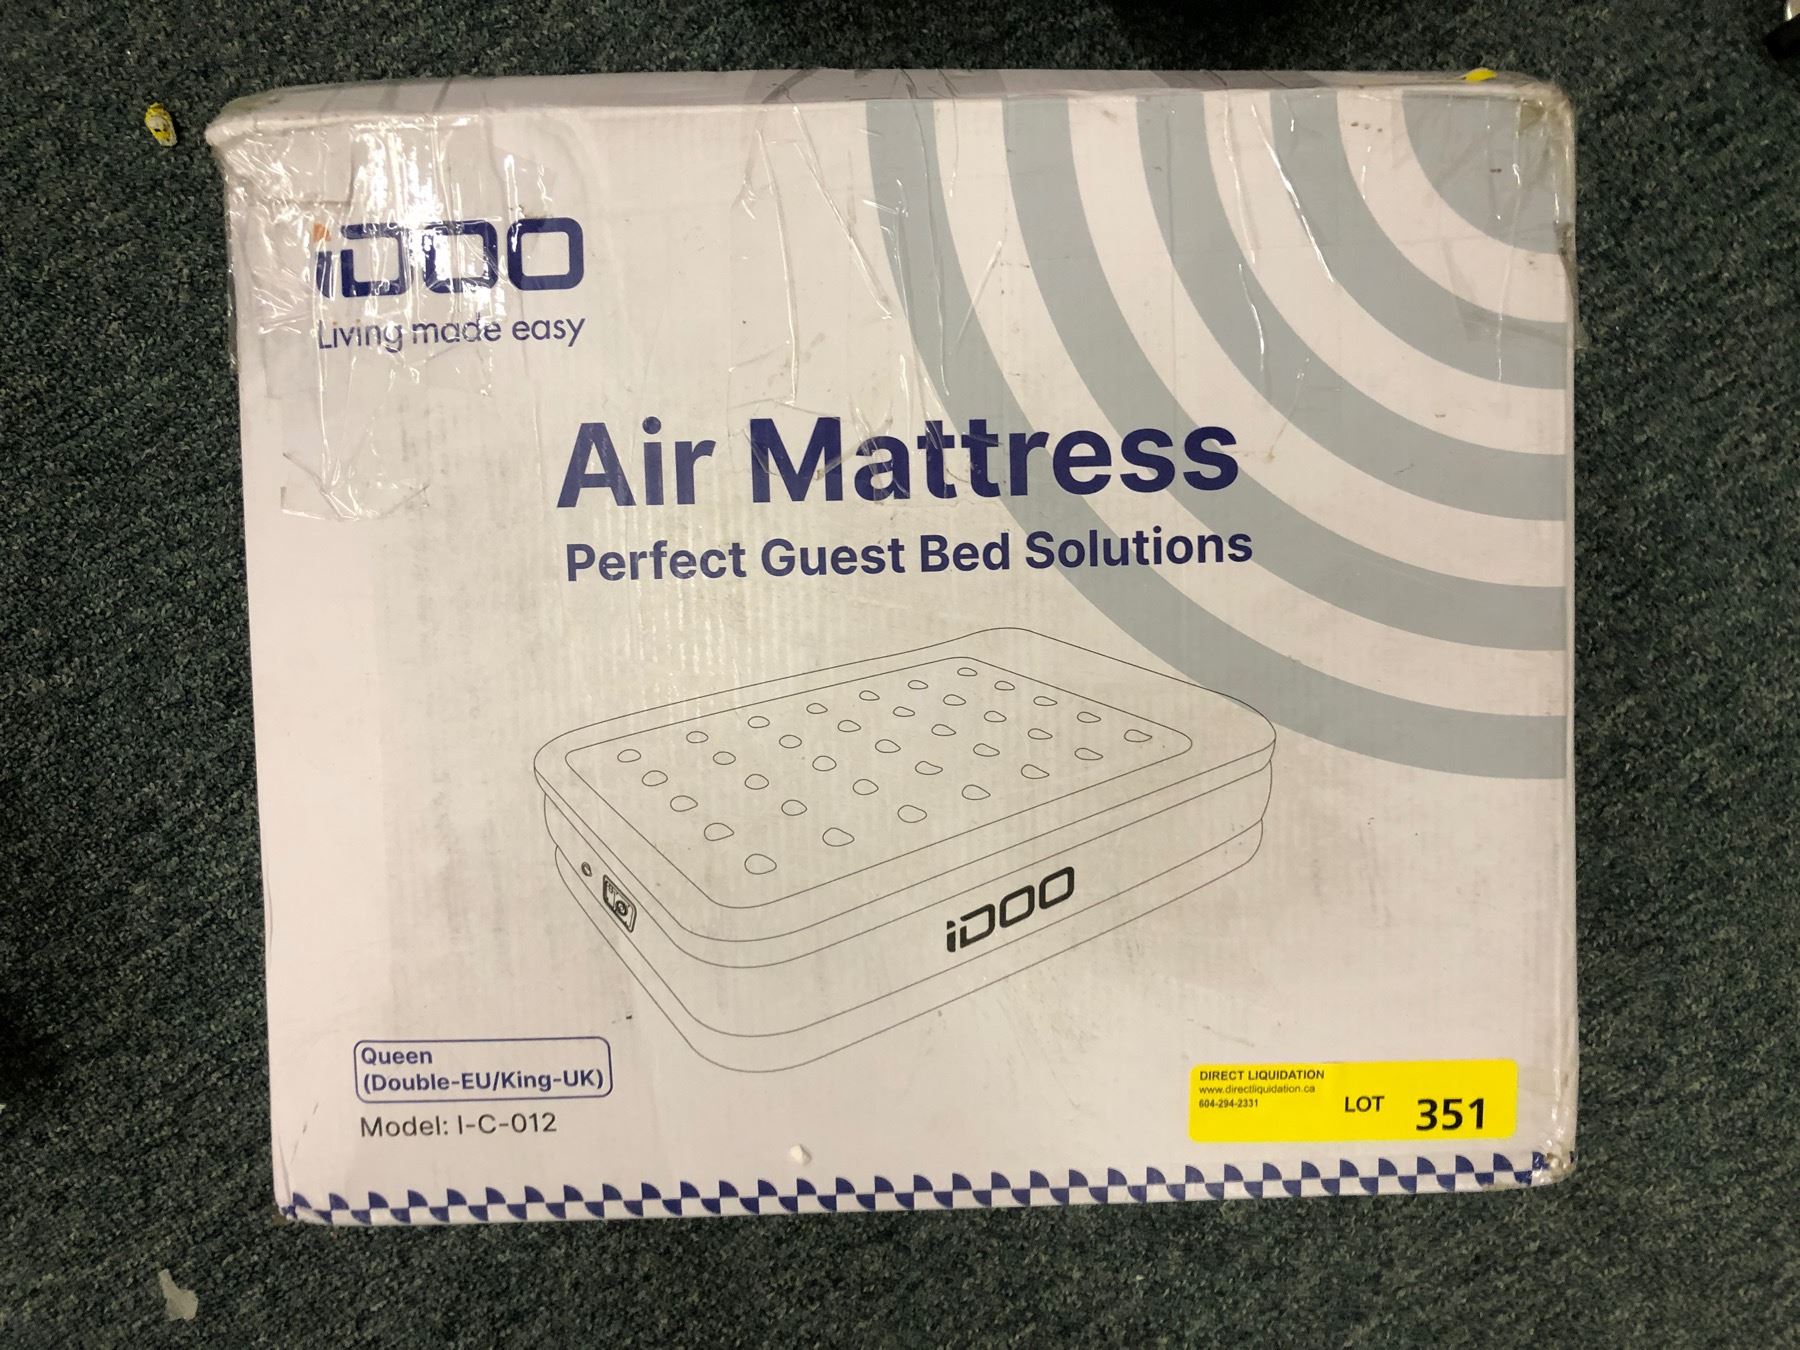 iDOO
Living made easy
Air Mattress
Perfect Guest Bed Solutions
iDOO
Queen
(Double-EU/King-UK)
Model: I-C-012
DIRECT LIQUIDATION
www.directliquidation.ca
604-294-2331
LOT 351